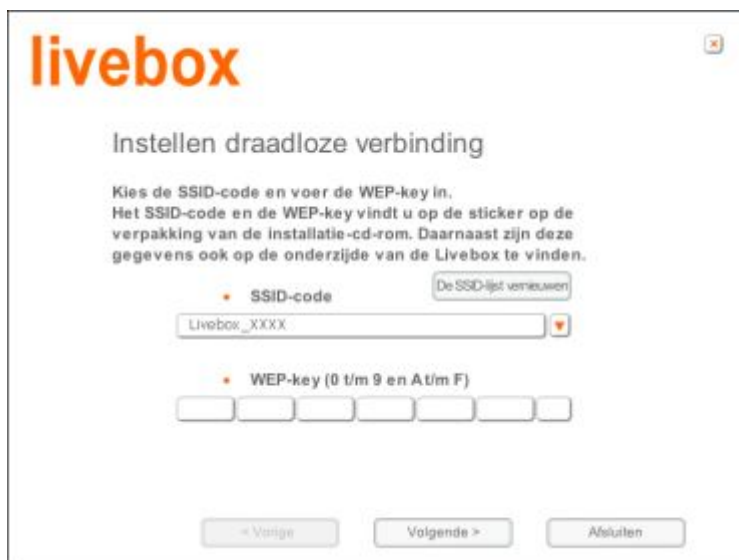 livebox
Instellen draadloze verbinding
Kies de SSID-code en voer de WEP-key in.
Het SSID-code en de WEP-key vindt u op de sticker op de
verpakking van de installatie-cd-rom. Daarnaast zijn deze
gegevens ook op de onderzijde van de Livebox te vinden.
• SSID-code
De SSID-lijst vernieuwen
Livebox_XXXX
• WEP-key (0 t/m 9 en A t/m F)
< Vorige
Volgende >
Afsluiten